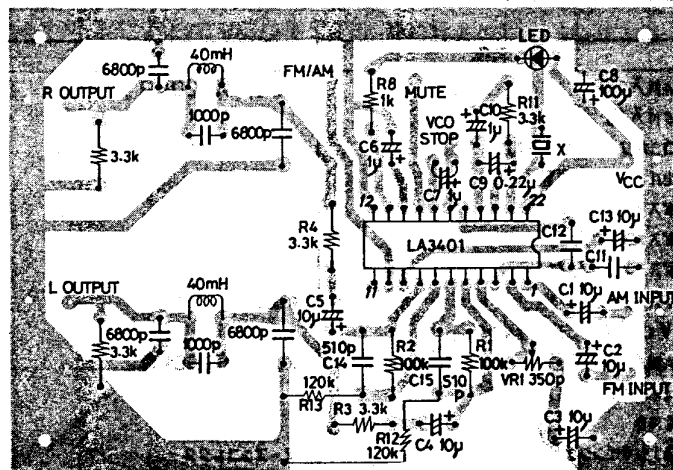 LED
6800p
40mH
FM/AM
R8
1k
MUTE
C8
100μ
R OUTPUT
1000p
6800p
3.3k
VCO
STOP
C10
1μ
R11
3.3k
X
C6
1μ
C7
1μ
C9 0.22μ
VCC
12
22
R4
3.3k
LA3401
C12
C13 10μ
C11
11
1
L OUTPUT
40mH
C5
10μ
C1 10μ
AM INPUT
6800p
3.3k
1000p
6800p
510p
C14
R2
100k
C15
510
P
R1
100k
VR1 350p
C2
10μ
FM INPUT
120k
R13
R3 3.3k
R12
120k
C4 10μ
C3 10μ